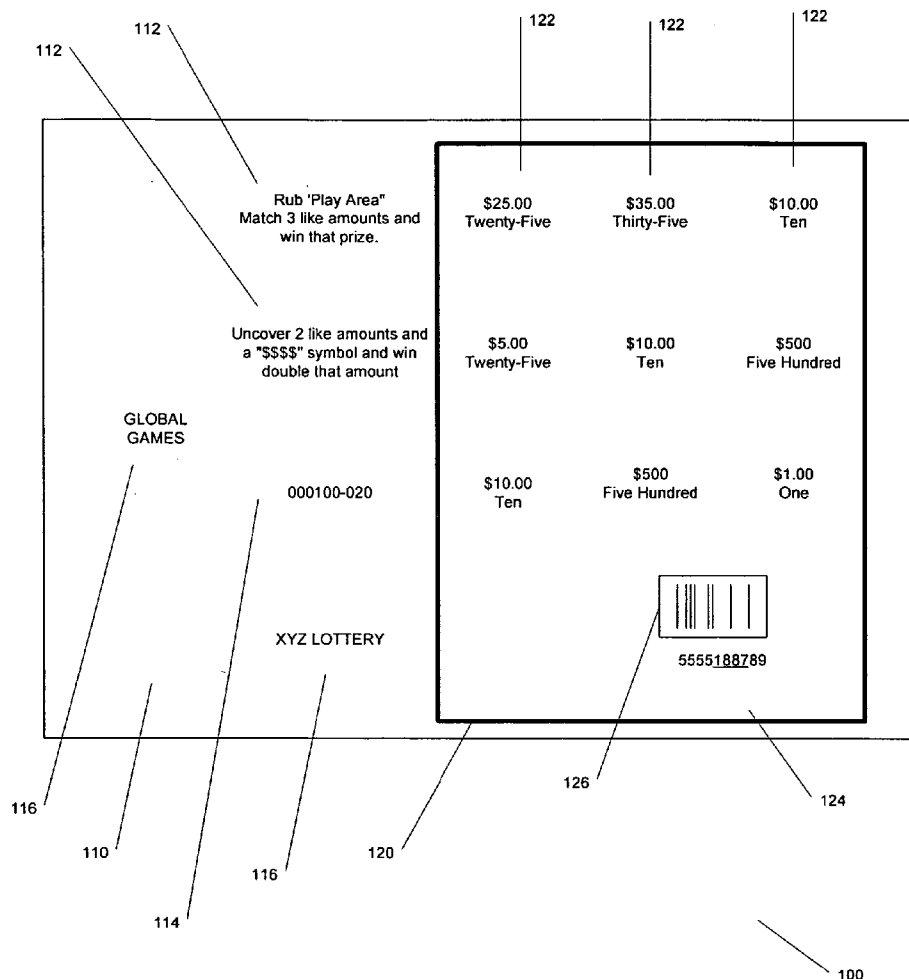 122
122
122
112
112
Rub 'Play Area"
Match 3 like amounts and
win that prize.
$25.00
Twenty-Five
$35.00
Thirty-Five
$10.00
Ten
Uncover 2 like amounts and
a "$$$$" symbol and win
double that amount
$5.00
Twenty-Five
$10.00
Ten
$500
Five Hundred
GLOBAL
GAMES
000100-020
$10.00
Ten
$500
Five Hundred
$1.00
One
XYZ LOTTERY
5555188789
116
110
114
116
120
126
124
100